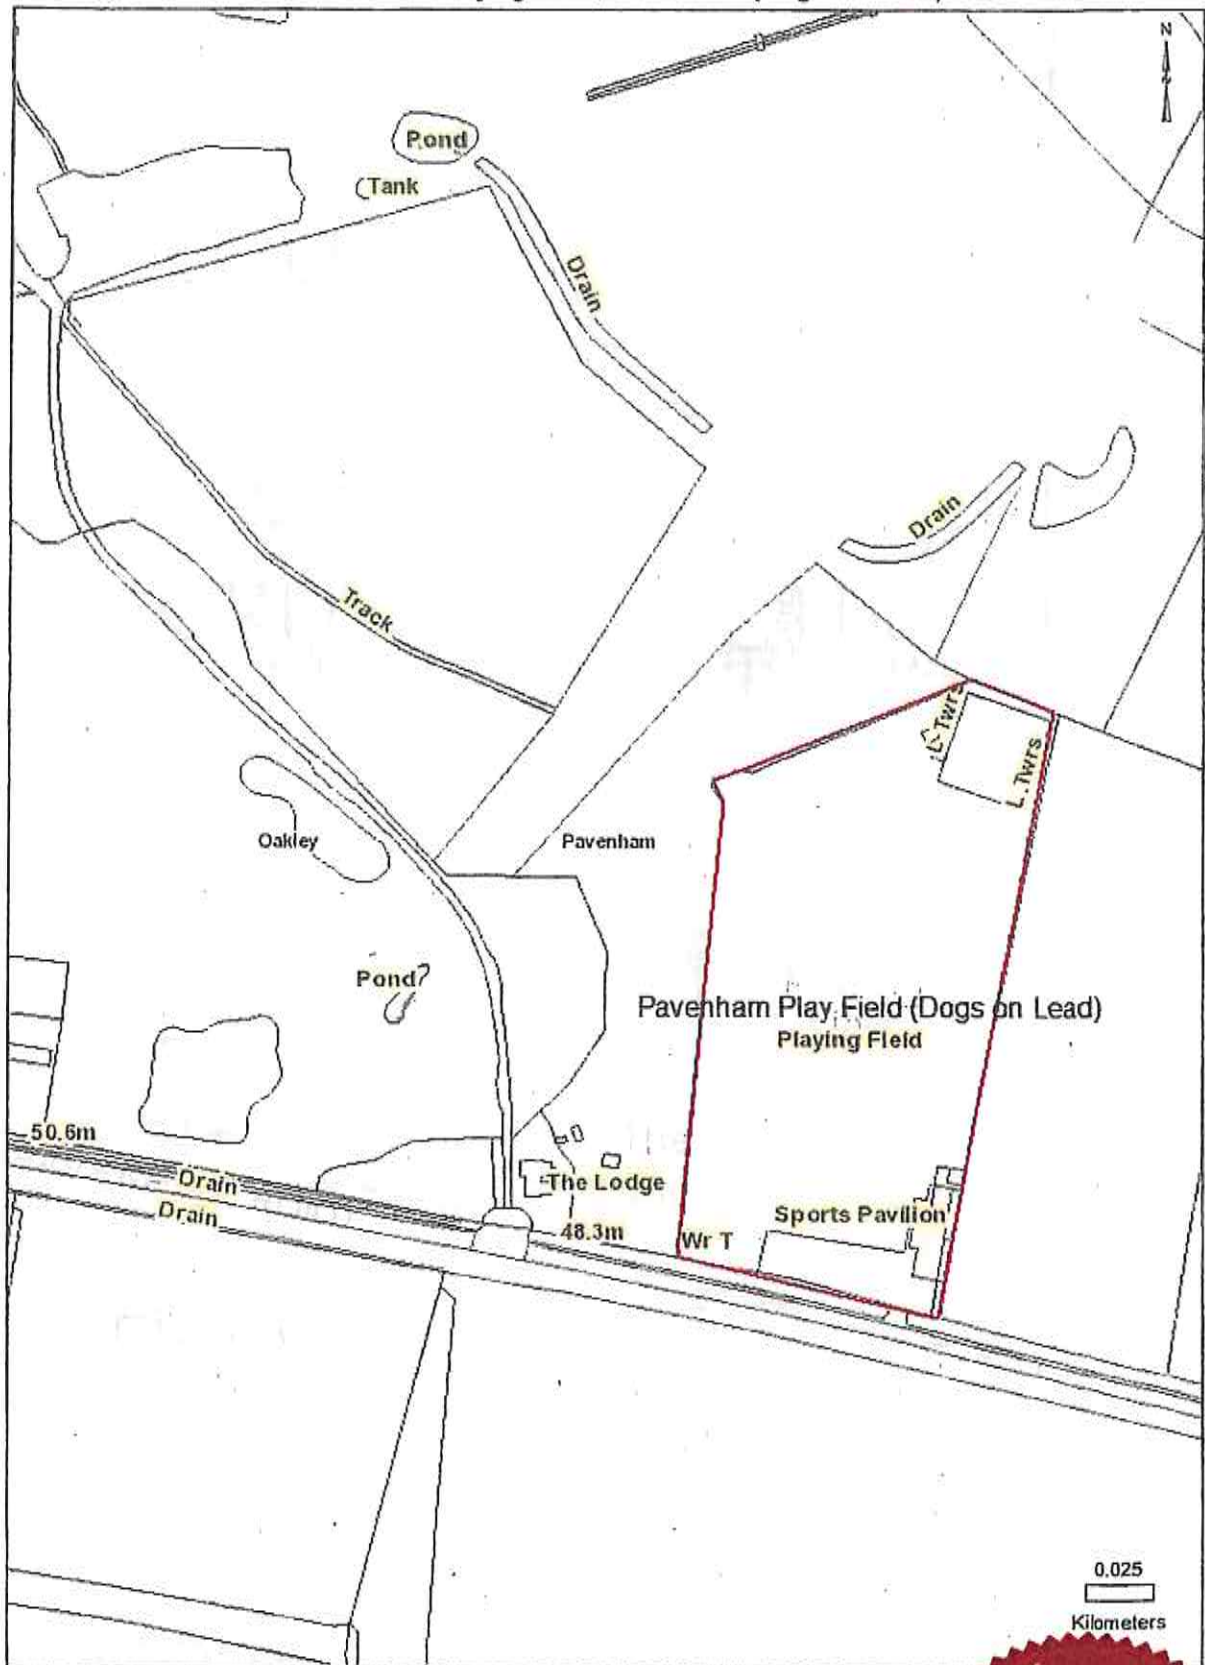 N
Pond
Tank
Drain
Drain
Track
L Twrs
L Twrs
Oakley
Pavenham
Pond
Pavenham Play Field (Dogs on Lead)
Playing Field
50.6m
Drain
Drain
The Lodge
48.3m
Wr T
Sports Pavilion
0.025
Kilometers